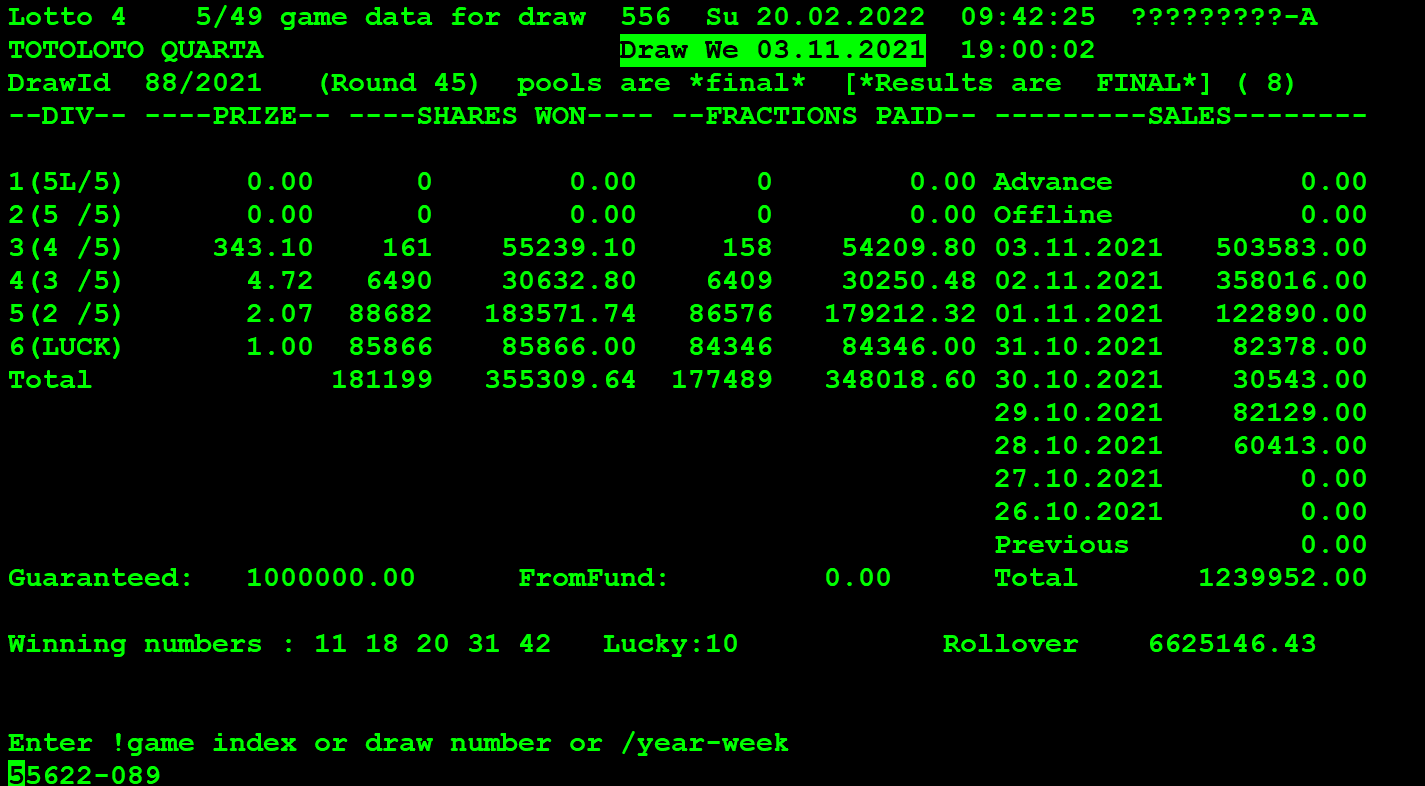 Lotto 4    5/49 game data for draw  556  Su 20.02.2022  09:42:25  ?????????-A
TOTOLOTO QUARTA                     Draw We 03.11.2021  19:00:02
DrawId  88/2021   (Round 45)  pools are *final*  [*Results are  FINAL*] ( 8)
--DIV-- ----PRIZE-- ----SHARES WON---- --FRACTIONS PAID-- ---------SALES--------
1(5L/5)       0.00      0        0.00       0        0.00 Advance           0.00
2(5 /5)       0.00      0        0.00       0        0.00 Offline           0.00
3(4 /5)     343.10    161    55239.10     158    54209.80 03.11.2021   503583.00
4(3 /5)       4.72   6490    30632.80    6409    30250.48 02.11.2021   358016.00
5(2 /5)       2.07  88682   183571.74   86576   179212.32 01.11.2021   122890.00
6(LUCK)       1.00  85866    85866.00   84346    84346.00 31.10.2021    82378.00
Total              181199   355309.64  177489   348018.60 30.10.2021    30543.00
29.10.2021    82129.00
28.10.2021    60413.00
27.10.2021        0.00
26.10.2021        0.00
Previous          0.00
Guaranteed:   1000000.00      FromFund:         0.00      Total       1239952.00
Winning numbers : 11 18 20 31 42   Lucky:10            Rollover    6625146.43
Enter !game index or draw number or /year-week
55622-089